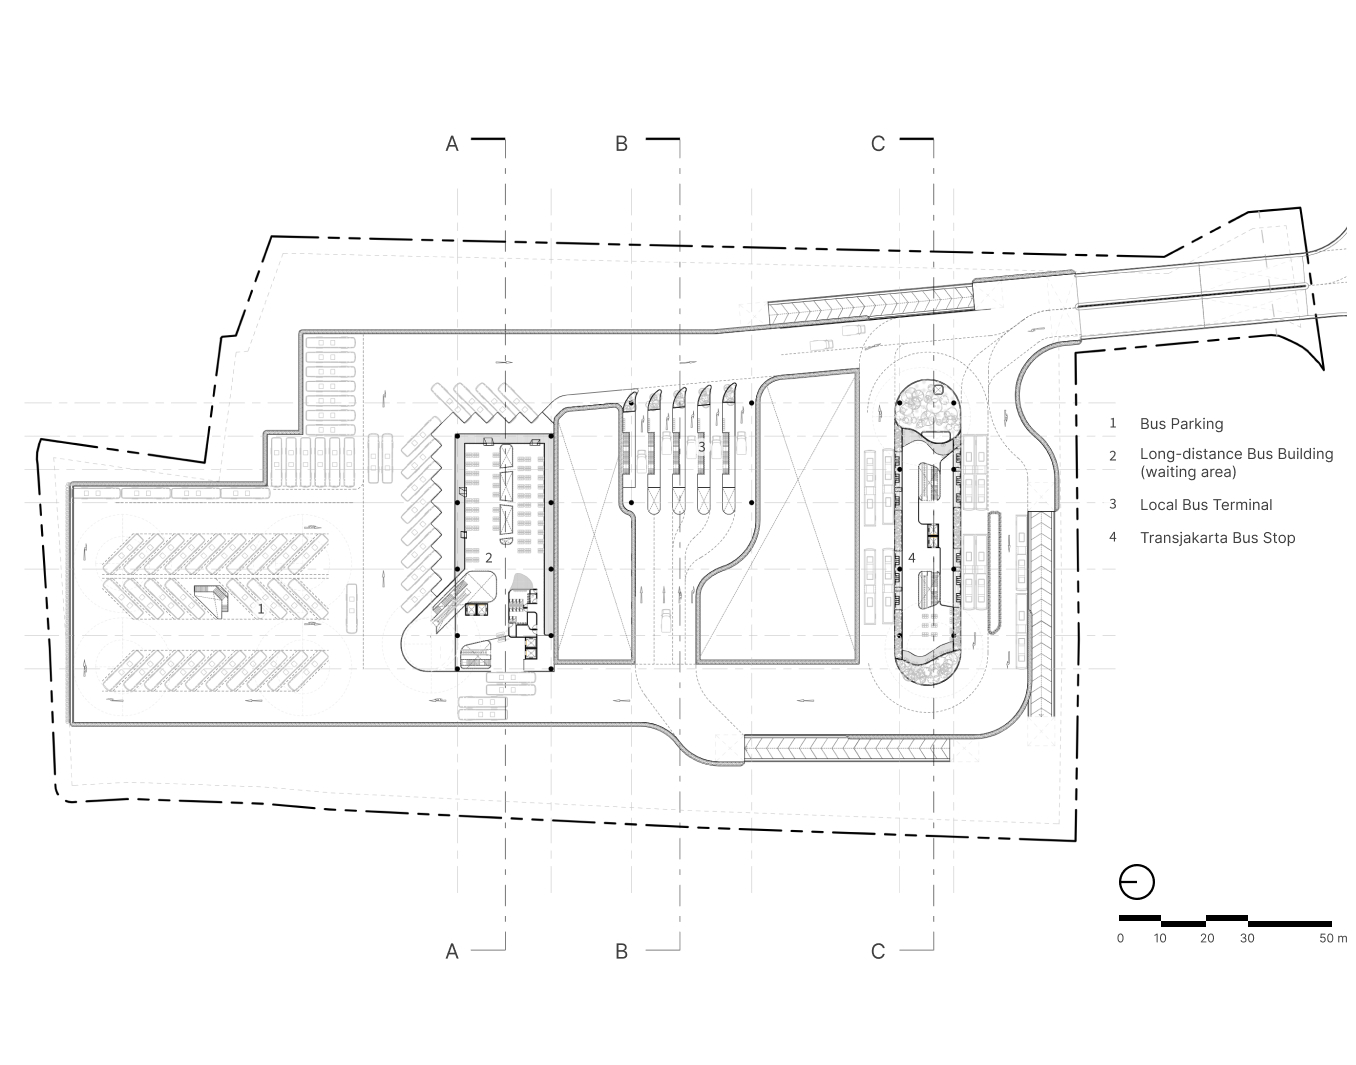 A B C
1 Bus Parking
2 Long-distance Bus Building
(waiting area)
3 Local Bus Terminal
4 Transjakarta Bus Stop
3
2
4
1
0 10 20 30 50 m
A B C